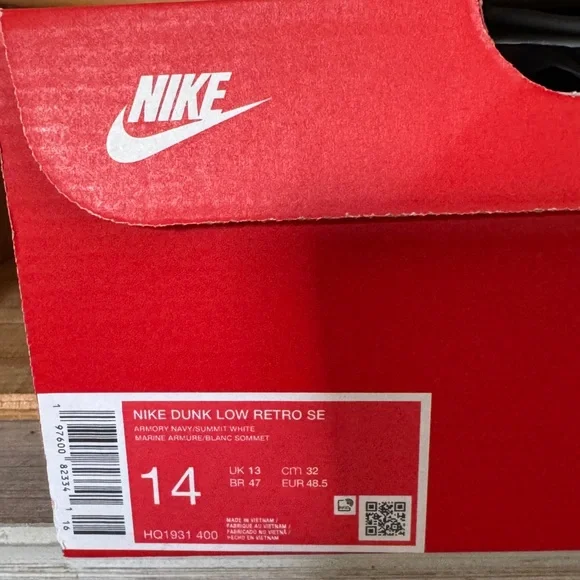 NIKE
NIKE DUNK LOW RETRO SE
ARMORY NAVY/SUMMIT WHITE
MARINE ARMURE/BLANC SOMMET
14
UK 13 cm 32
BR 47 EUR 48.5
HQ1931 400
MADE IN VIETNAM /
FABRIQUE AU VIETNAM /
FABRICADO NO VIETNÃ /
HECHO EN VIETNAM
1 97600 82334 1 16